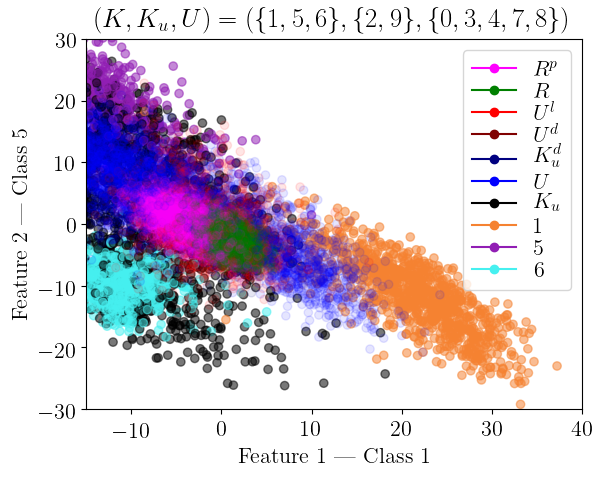 (K, K_u, U) = ({1, 5, 6}, {2, 9}, {0, 3, 4, 7, 8})
30
20
10
0
−10
−20
−30
Feature 2 — Class 5
R^p
R
U^l
U^d
K_u^d
U
K_u
1
5
6
−10
0
10
20
30
40
Feature 1 — Class 1